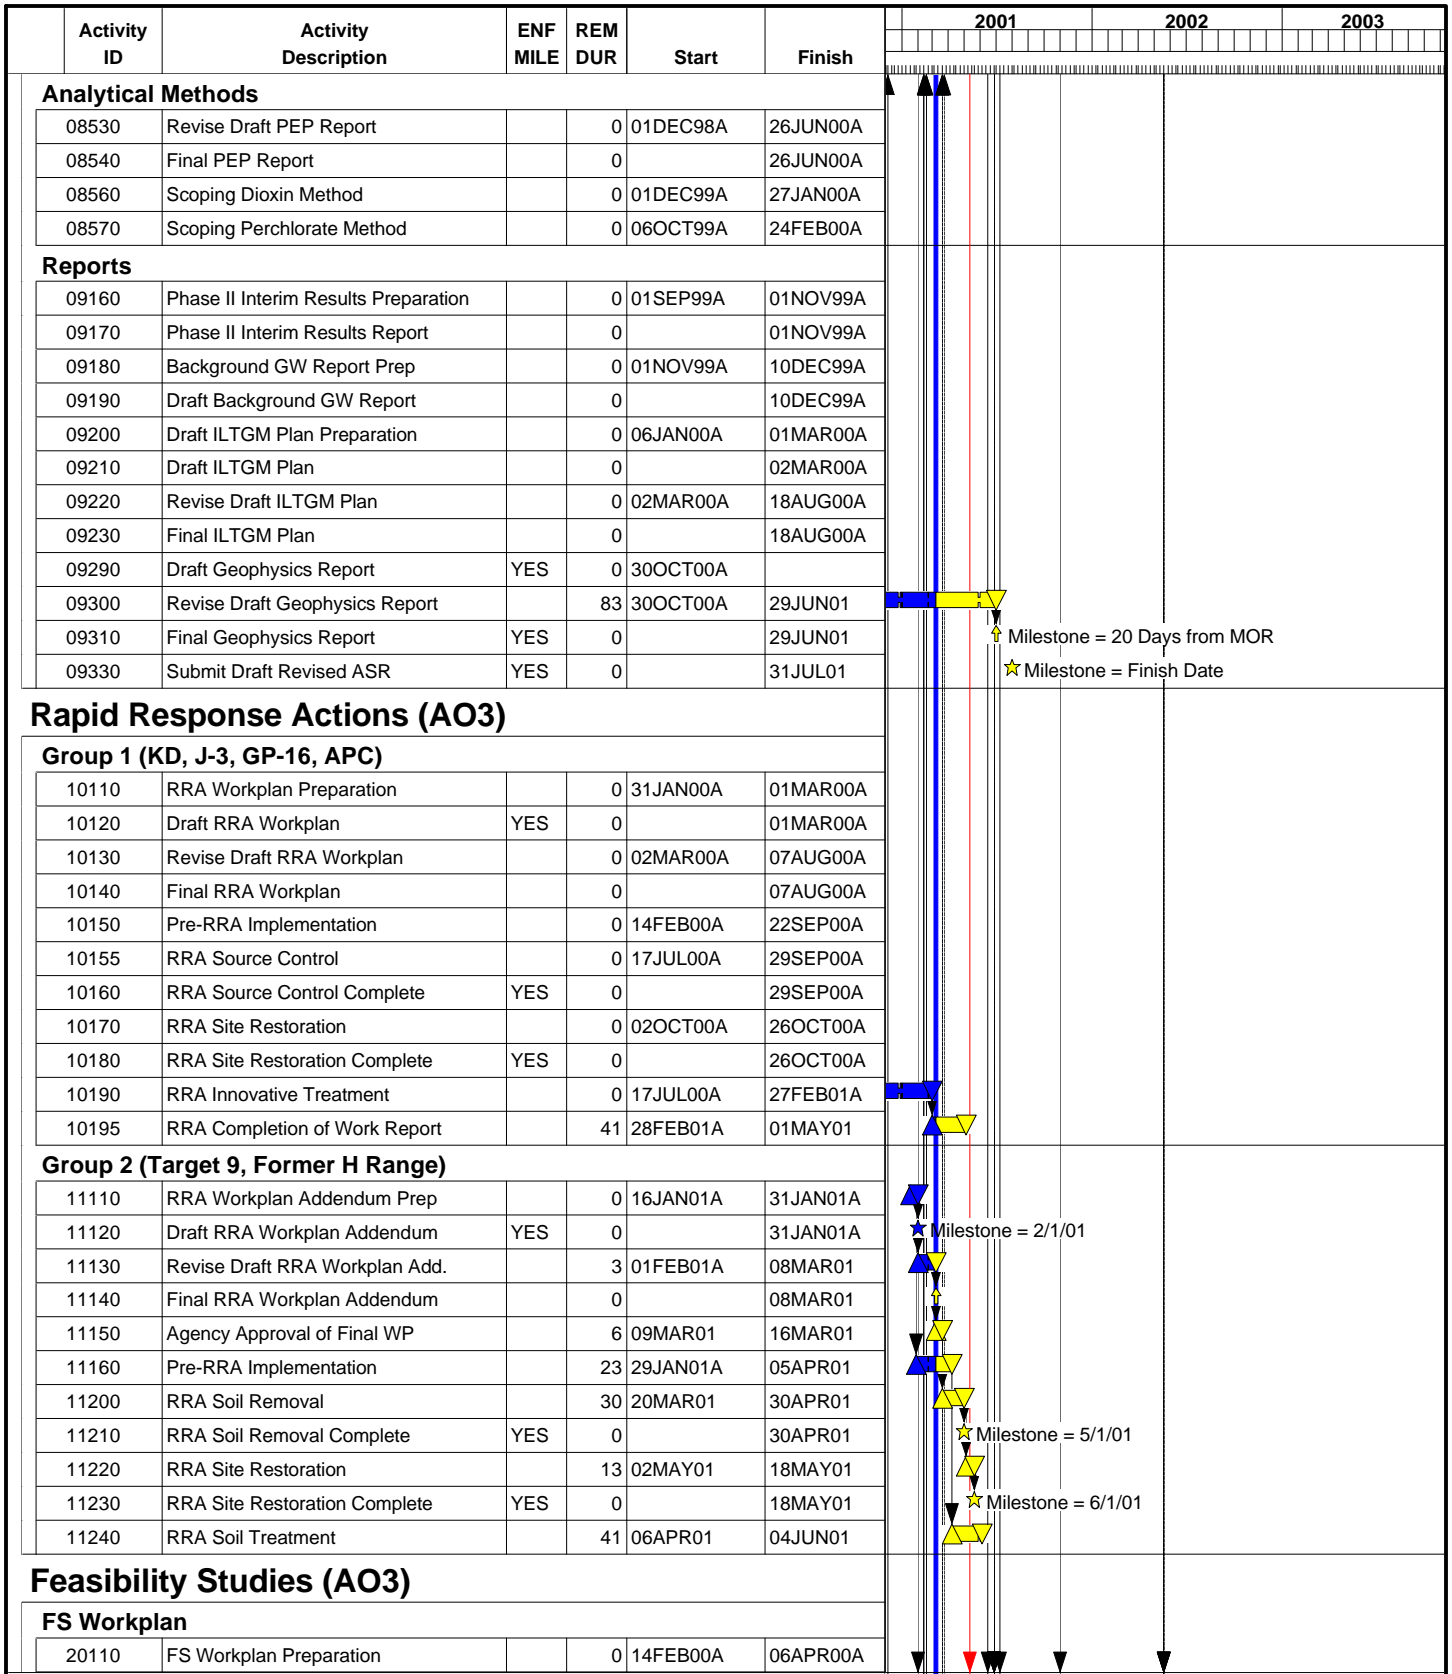 Activity Activity ENF REM 2001 2002 2003
ID Description MILE DUR Start Finish
Analytical Methods
08530 Revise Draft PEP Report 0 01DEC98A 26JUN00A
08540 Final PEP Report 0 26JUN00A
08560 Scoping Dioxin Method 0 01DEC99A 27JAN00A
08570 Scoping Perchlorate Method 0 06OCT99A 24FEB00A
Reports
09160 Phase II Interim Results Preparation 0 01SEP99A 01NOV99A
09170 Phase II Interim Results Report 0 01NOV99A
09180 Background GW Report Prep 0 01NOV99A 10DEC99A
09190 Draft Background GW Report 0 10DEC99A
09200 Draft ILTGM Plan Preparation 0 06JAN00A 01MAR00A
09210 Draft ILTGM Plan 0 02MAR00A
09220 Revise Draft ILTGM Plan 0 02MAR00A 18AUG00A
09230 Final ILTGM Plan 0 18AUG00A
09290 Draft Geophysics Report YES 0 30OCT00A
09300 Revise Draft Geophysics Report 83 30OCT00A 29JUN01
09310 Final Geophysics Report YES 0 29JUN01 Milestone = 20 Days from MOR
09330 Submit Draft Revised ASR YES 0 31JUL01 Milestone = Finish Date
Rapid Response Actions (AO3)
Group 1 (KD, J-3, GP-16, APC)
10110 RRA Workplan Preparation 0 31JAN00A 01MAR00A
10120 Draft RRA Workplan YES 0 01MAR00A
10130 Revise Draft RRA Workplan 0 02MAR00A 07AUG00A
10140 Final RRA Workplan 0 07AUG00A
10150 Pre-RRA Implementation 0 14FEB00A 22SEP00A
10155 RRA Source Control 0 17JUL00A 29SEP00A
10160 RRA Source Control Complete YES 0 29SEP00A
10170 RRA Site Restoration 0 02OCT00A 26OCT00A
10180 RRA Site Restoration Complete YES 0 26OCT00A
10190 RRA Innovative Treatment 0 17JUL00A 27FEB01A
10195 RRA Completion of Work Report 41 28FEB01A 01MAY01
Group 2 (Target 9, Former H Range)
11110 RRA Workplan Addendum Prep 0 16JAN01A 31JAN01A
11120 Draft RRA Workplan Addendum YES 0 31JAN01A Milestone = 2/1/01
11130 Revise Draft RRA Workplan Add. 3 01FEB01A 08MAR01
11140 Final RRA Workplan Addendum 0 08MAR01
11150 Agency Approval of Final WP 6 09MAR01 16MAR01
11160 Pre-RRA Implementation 23 29JAN01A 05APR01
11200 RRA Soil Removal 30 20MAR01 30APR01
11210 RRA Soil Removal Complete YES 0 30APR01 Milestone = 5/1/01
11220 RRA Site Restoration 13 02MAY01 18MAY01
11230 RRA Site Restoration Complete YES 0 18MAY01 Milestone = 6/1/01
11240 RRA Soil Treatment 41 06APR01 04JUN01
Feasibility Studies (AO3)
FS Workplan
20110 FS Workplan Preparation 0 14FEB00A 06APR00A